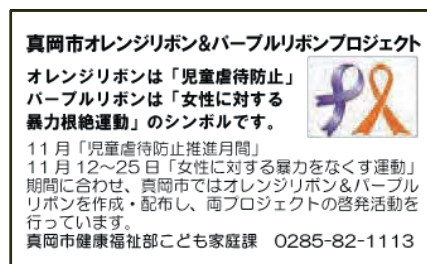 真岡市オレンジリボン&パープルリボンプロジェクト
オレンジリボンは「児童虐待防止」
パープルリボンは「女性に対する
暴力根絶運動」のシンボルです。
11月「児童虐待防止推進月間」
11月12~25日「女性に対する暴力をなくす運動」
期間に合わせ、真岡市ではオレンジリボン&パープル
リボンを作成・配布し、両プロジェクトの啓発活動を
行っています。
真岡市健康福祉部こども家庭課　0285-82-1113